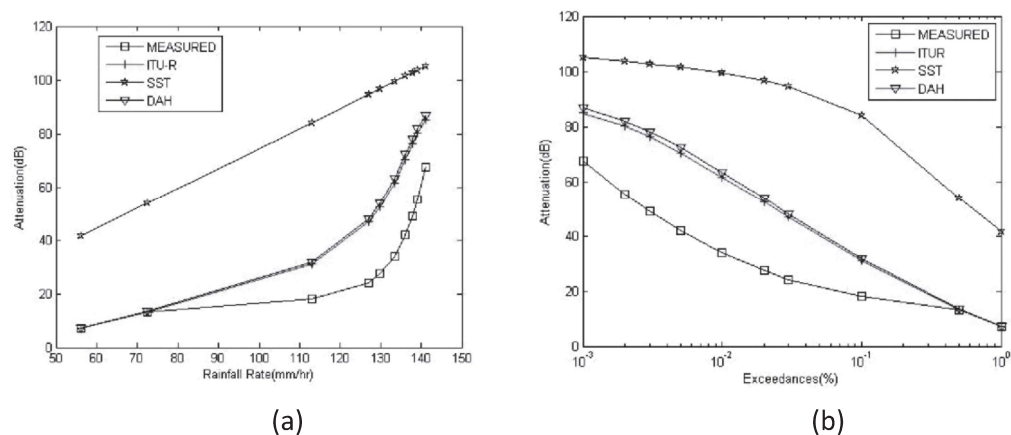 120
100
80
60
40
20
0
Attenuation(dB)
MEASURED
ITU-R
SST
DAH
50 60 70 80 90 100 110 120 130 140 150
Rainfall Rate(mm/hr)
(a)
120
100
80
60
40
20
0
Attenuation(dB)
MEASURED
ITUR
SST
DAH
10⁻³ 10⁻² 10⁻¹ 10⁰
Exceedances(%)
(b)